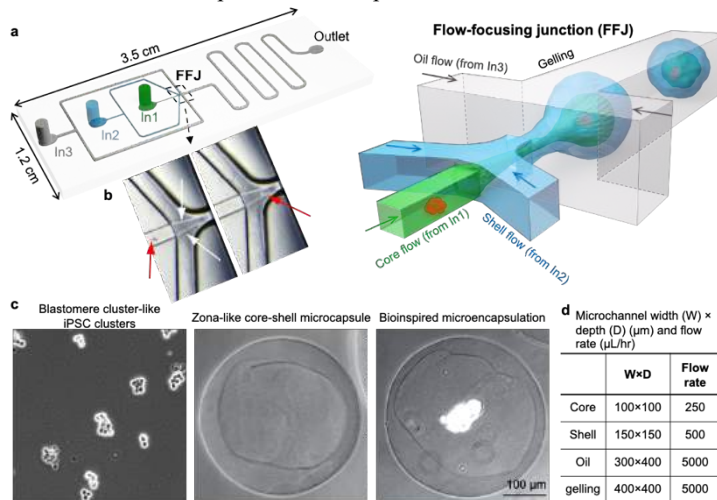 a
3.5 cm
1.2 cm
In3
In2
In1
FFJ
Outlet
Flow-focusing junction (FFJ)
Oil flow (from In3)
Gelling
Core flow (from In1)
Shell flow (from In2)
b
c
Blastomere cluster-like
iPSC clusters
Zona-like core-shell microcapsule
Bioinspired microencapsulation
100 µm
d
Microchannel width (W) ×
depth (D) (µm) and flow
rate (µL/hr)
W×D Flow
rate
Core 100×100 250
Shell 150×150 500
Oil 300×400 5000
gelling 400×400 5000